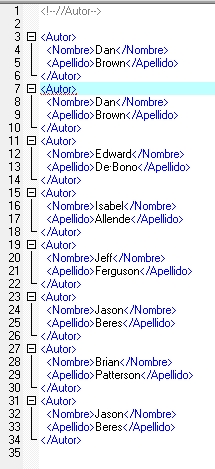 1 <!--//Autor-->
2
3 <Autor>
4 <Nombre>Dan</Nombre>
5 <Apellido>Brown</Apellido>
6 </Autor>
7 <Autor>
8 <Nombre>Dan</Nombre>
9 <Apellido>Brown</Apellido>
10 </Autor>
11 <Autor>
12 <Nombre>Edward</Nombre>
13 <Apellido>De·Bono</Apellido>
14 </Autor>
15 <Autor>
16 <Nombre>Isabel</Nombre>
17 <Apellido>Allende</Apellido>
18 </Autor>
19 <Autor>
20 <Nombre>Jeff</Nombre>
21 <Apellido>Ferguson</Apellido>
22 </Autor>
23 <Autor>
24 <Nombre>Jason</Nombre>
25 <Apellido>Beres</Apellido>
26 </Autor>
27 <Autor>
28 <Nombre>Brian</Nombre>
29 <Apellido>Patterson</Apellido>
30 </Autor>
31 <Autor>
32 <Nombre>Jason</Nombre>
33 <Apellido>Beres</Apellido>
34 </Autor>
35